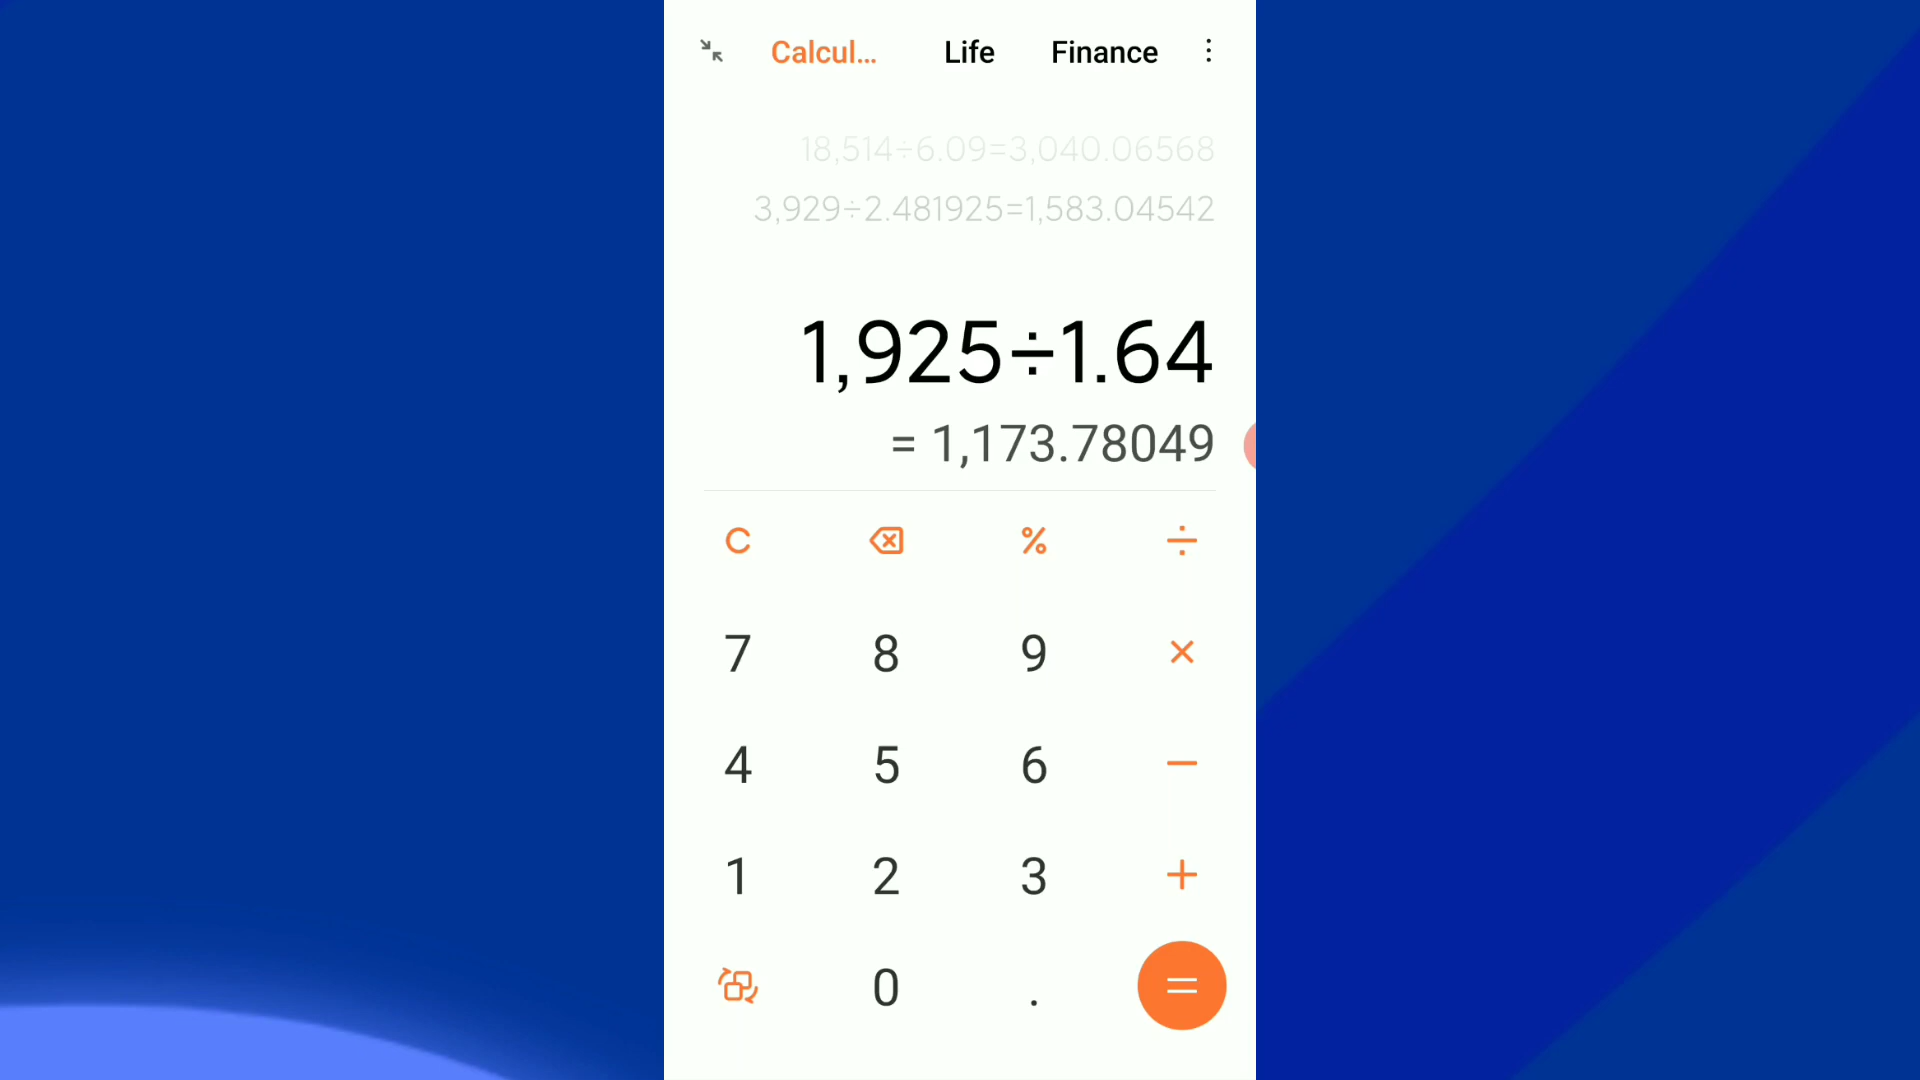 Calcul... Life Finance
18,514÷6.09=3,040.06568
3,929÷2.481925=1,583.04542
1,925÷1.64
= 1,173.78049
C % ÷
7 8 9 ×
4 5 6 −
1 2 3 +
0 . =